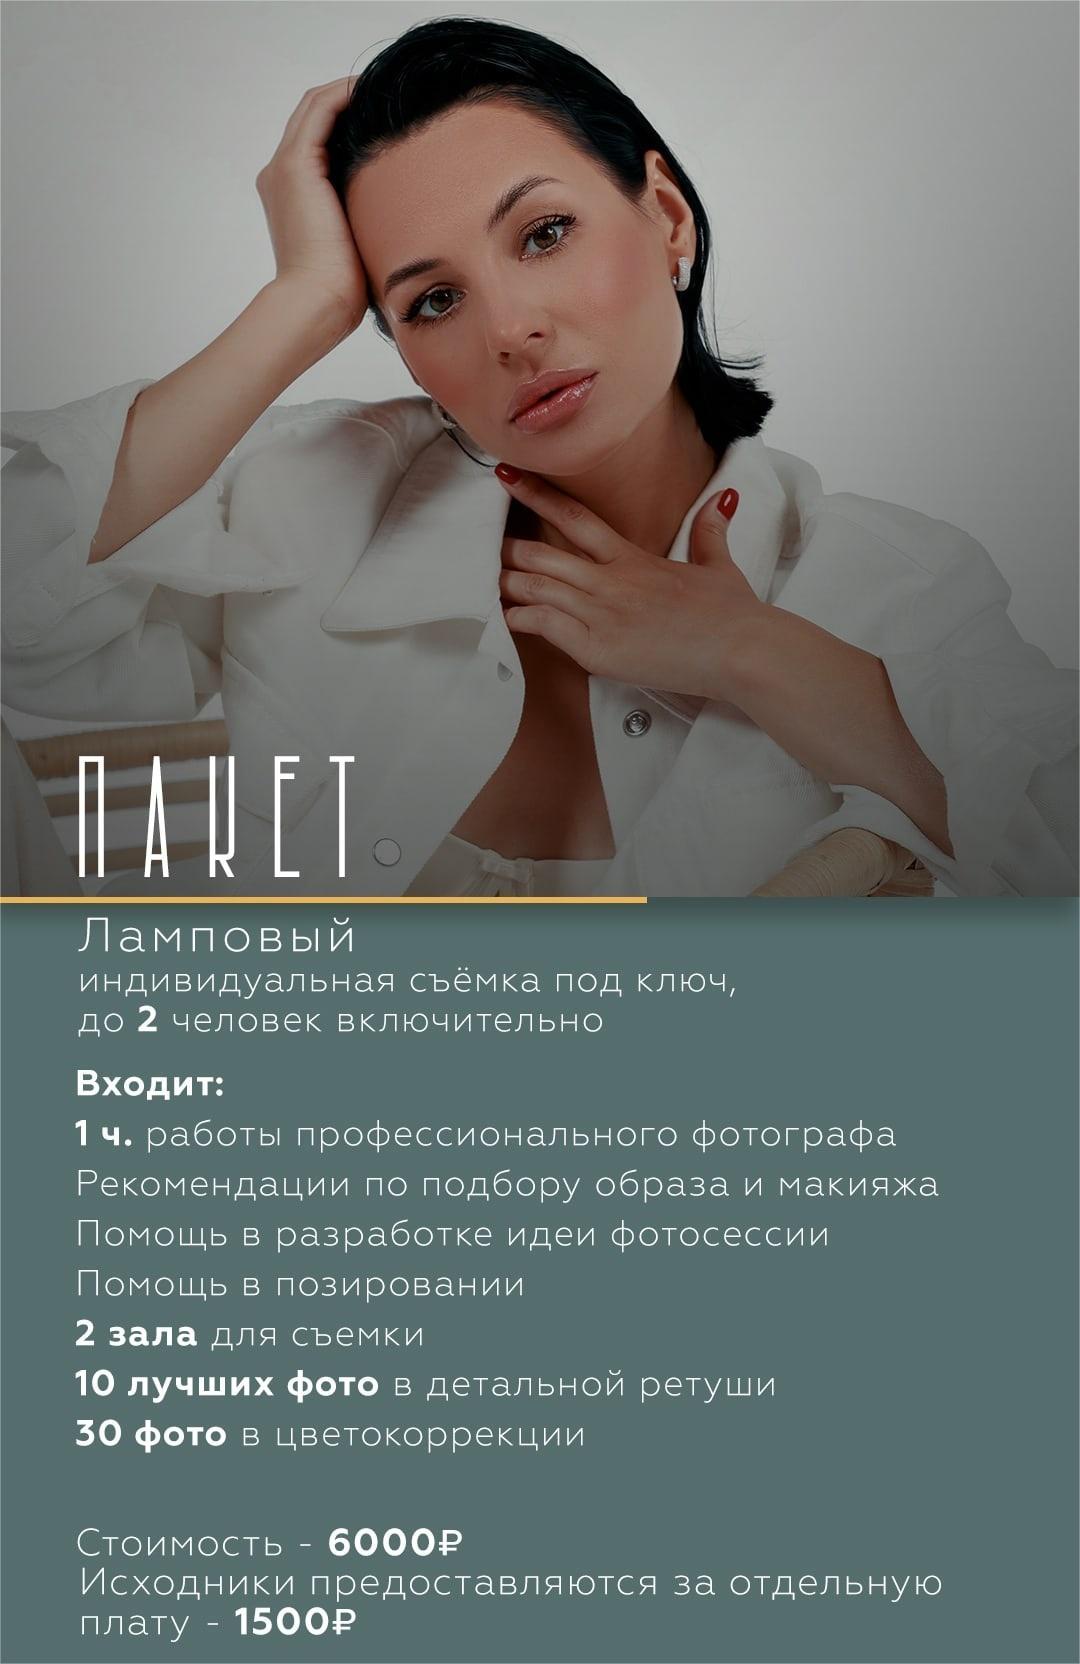 ПАКЕТ
Ламповый
индивидуальная съёмка под ключ,
до 2 человек включительно
Входит:
1 ч. работы профессионального фотографа
Рекомендации по подбору образа и макияжа
Помощь в разработке идеи фотосессии
Помощь в позировании
2 зала для съемки
10 лучших фото в детальной ретуши
30 фото в цветокоррекции
Стоимость - 6000₽
Исходники предоставляются за отдельную
плату - 1500₽